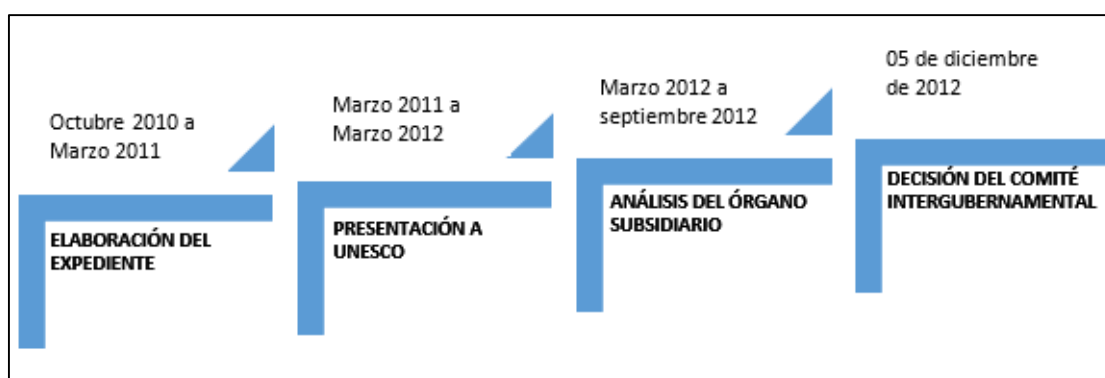 Octubre 2010 a
Marzo 2011
ELABORACIÓN DEL
EXPEDIENTE
Marzo 2011 a
Marzo 2012
PRESENTACIÓN A
UNESCO
Marzo 2012 a
septiembre 2012
ANÁLISIS DEL ÓRGANO
SUBSIDIARIO
05 de diciembre
de 2012
DECISIÓN DEL COMITÉ
INTERGUBERNAMENTAL